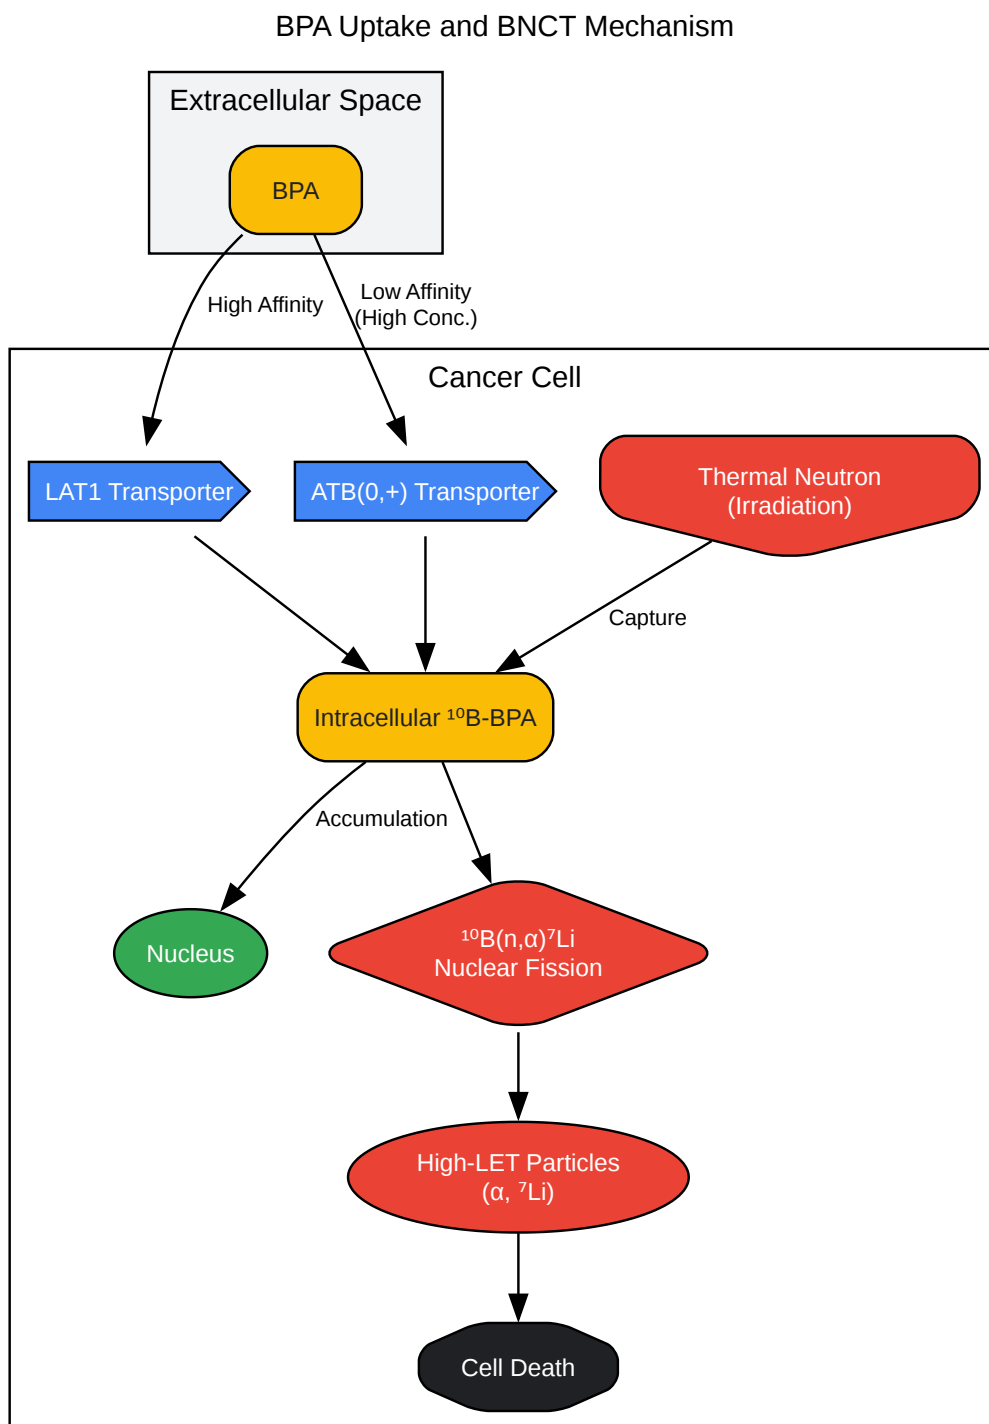 BPA Uptake and BNCT Mechanism
Extracellular Space
BPA
High Affinity
Low Affinity
(High Conc.)
Cancer Cell
LAT1 Transporter
ATB(0,+) Transporter
Thermal Neutron
(Irradiation)
Capture
Intracellular ¹⁰B-BPA
Accumulation
Nucleus
¹⁰B(n,α)⁷Li
Nuclear Fission
High-LET Particles
(α, ⁷Li)
Cell Death